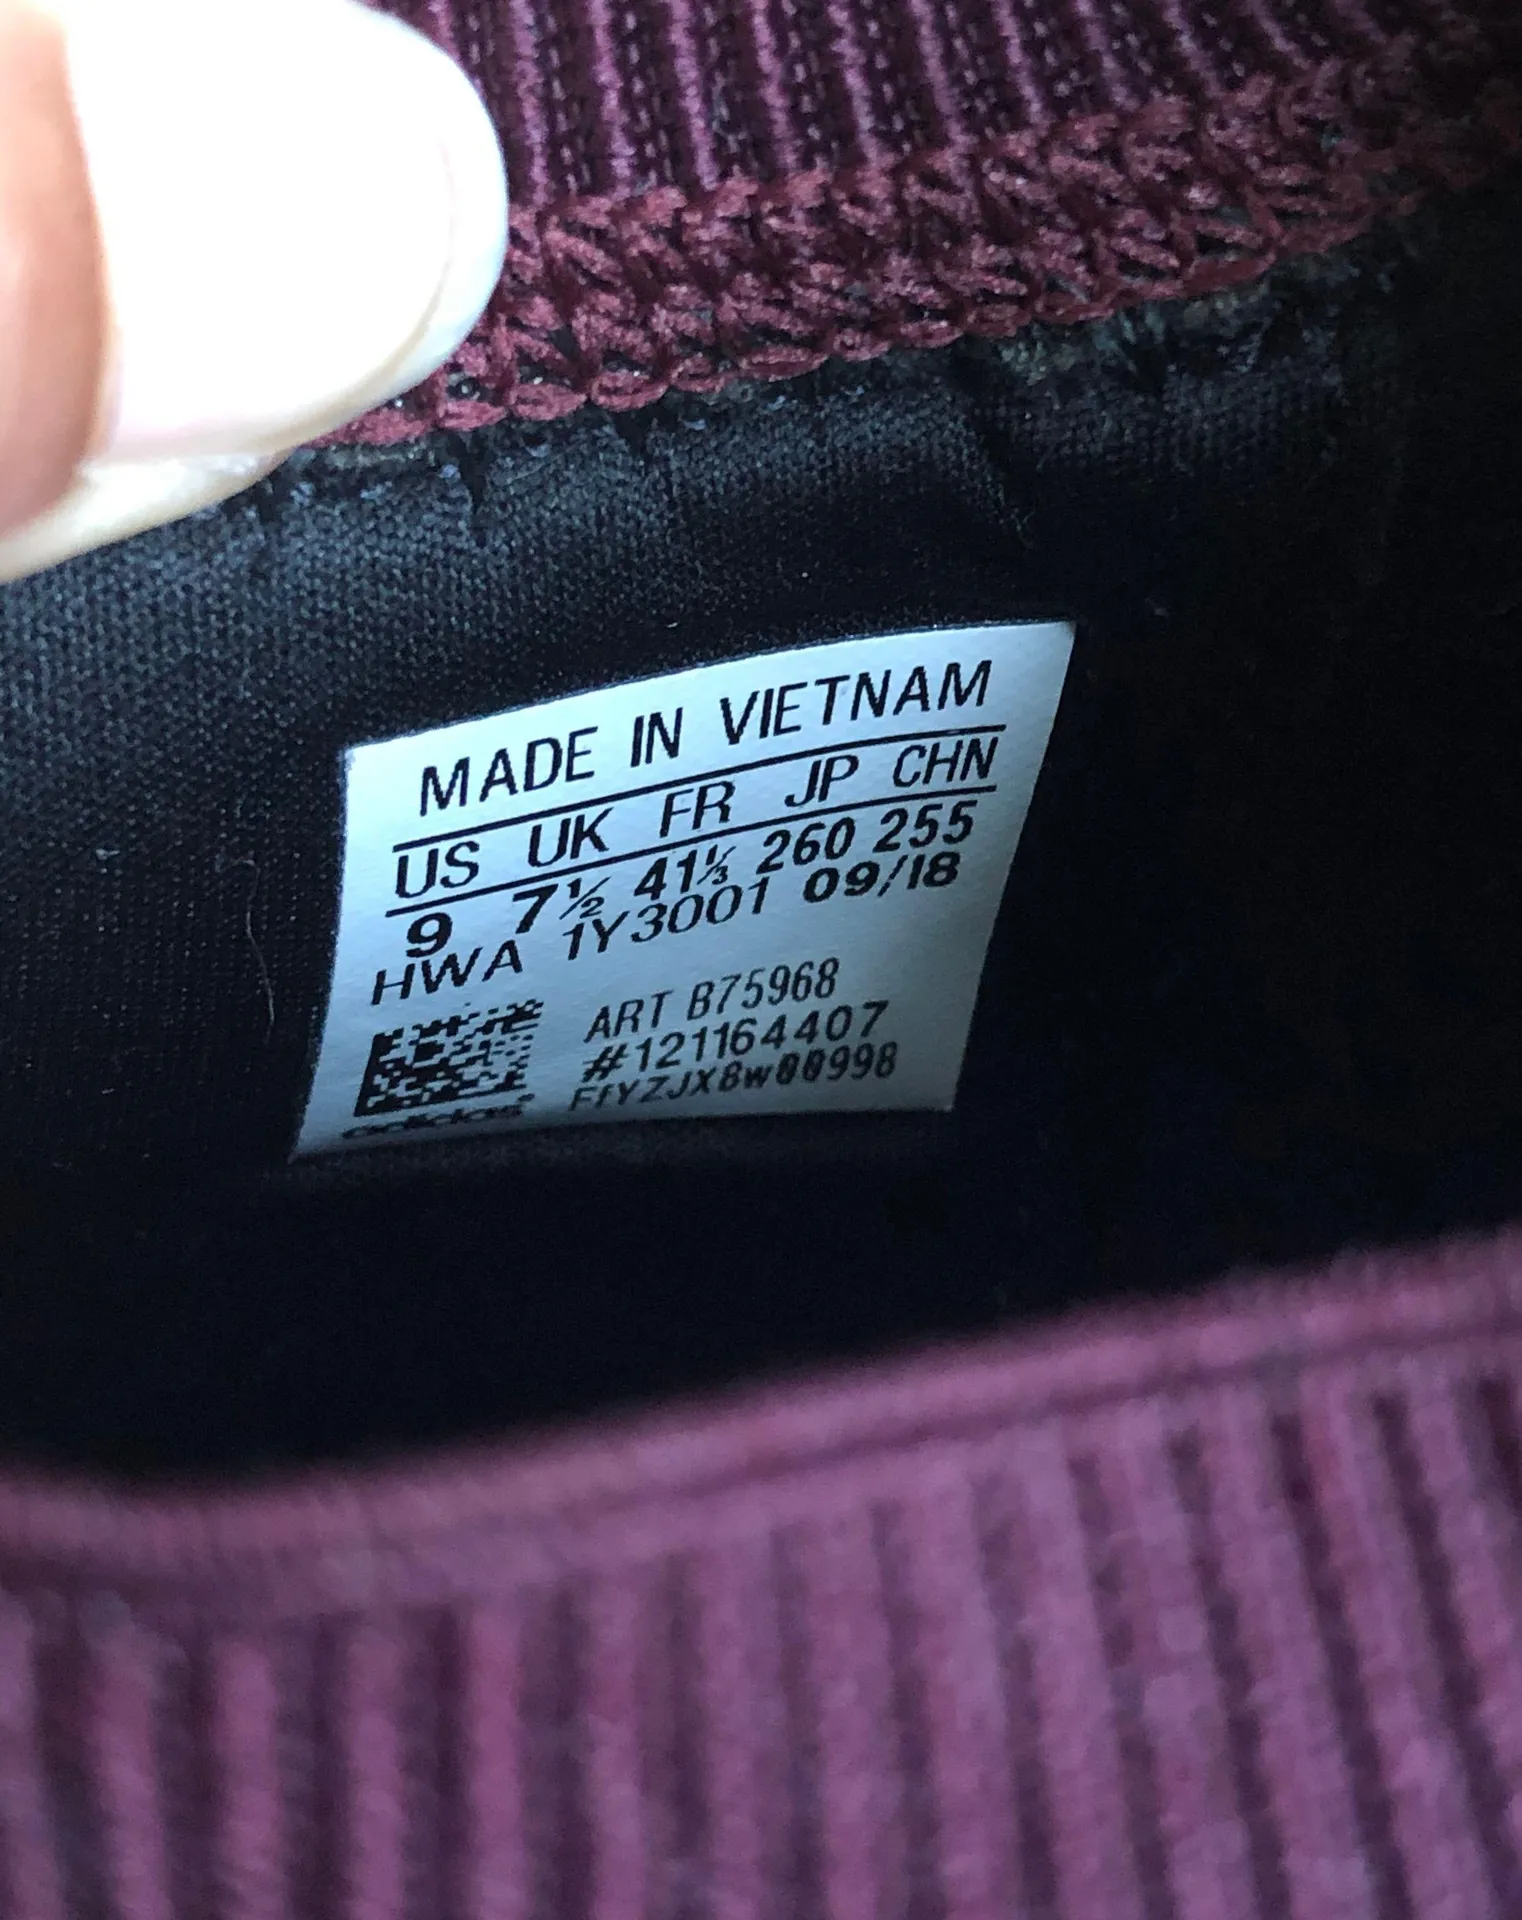 MADE IN VIETNAM
US UK FR JP CHN
9 7½ 41⅓ 260 255
HWA 1Y3001 09/18
ART B75968
#121164407
FfYZJX8w00998
adidas